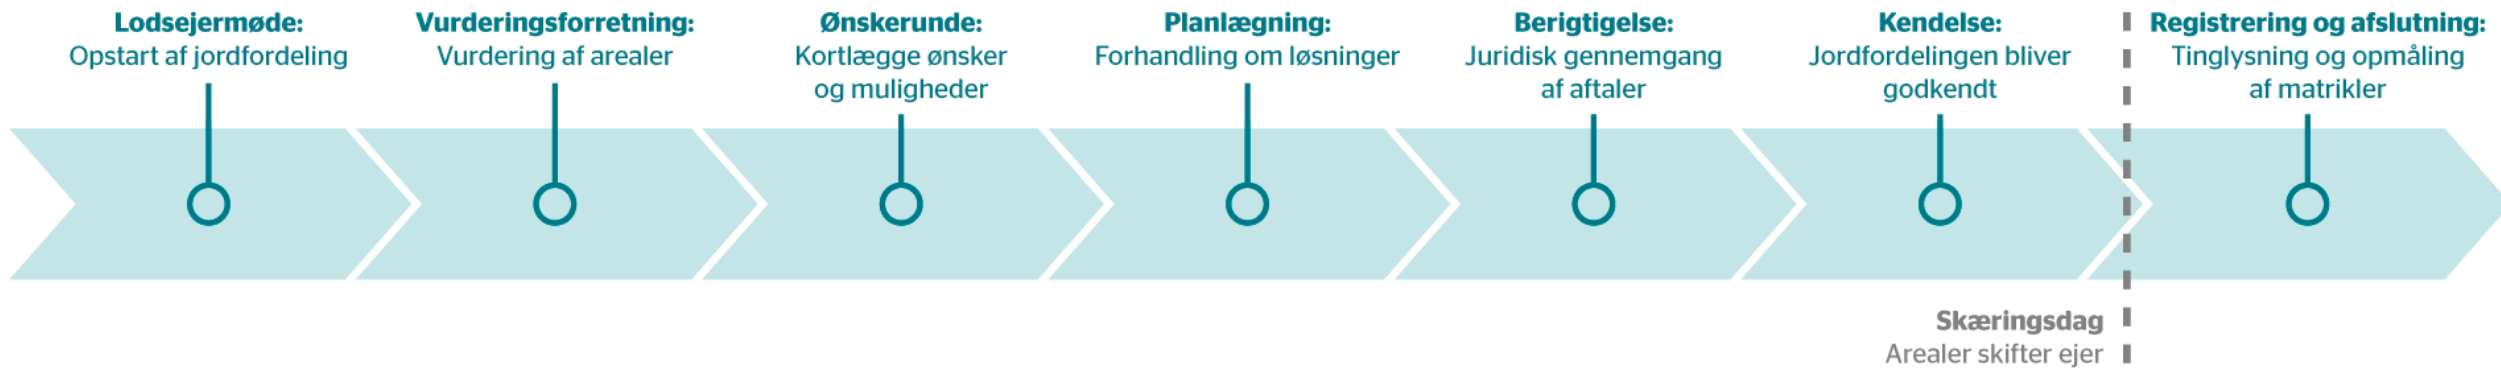 Lodsejermøde:
Opstart af jordfordeling
Vurderingsforretning:
Vurdering af arealer
Ønskerunde:
Kortlægge ønsker
og muligheder
Planlægning:
Forhandling om løsninger
Berigtigelse:
Juridisk gennemgang
af aftaler
Kendelse:
Jordfordelingen bliver
godkendt
Registrering og afslutning:
Tinglysning og opmåling
af matrikler
Skæringsdag
Arealer skifter ejer